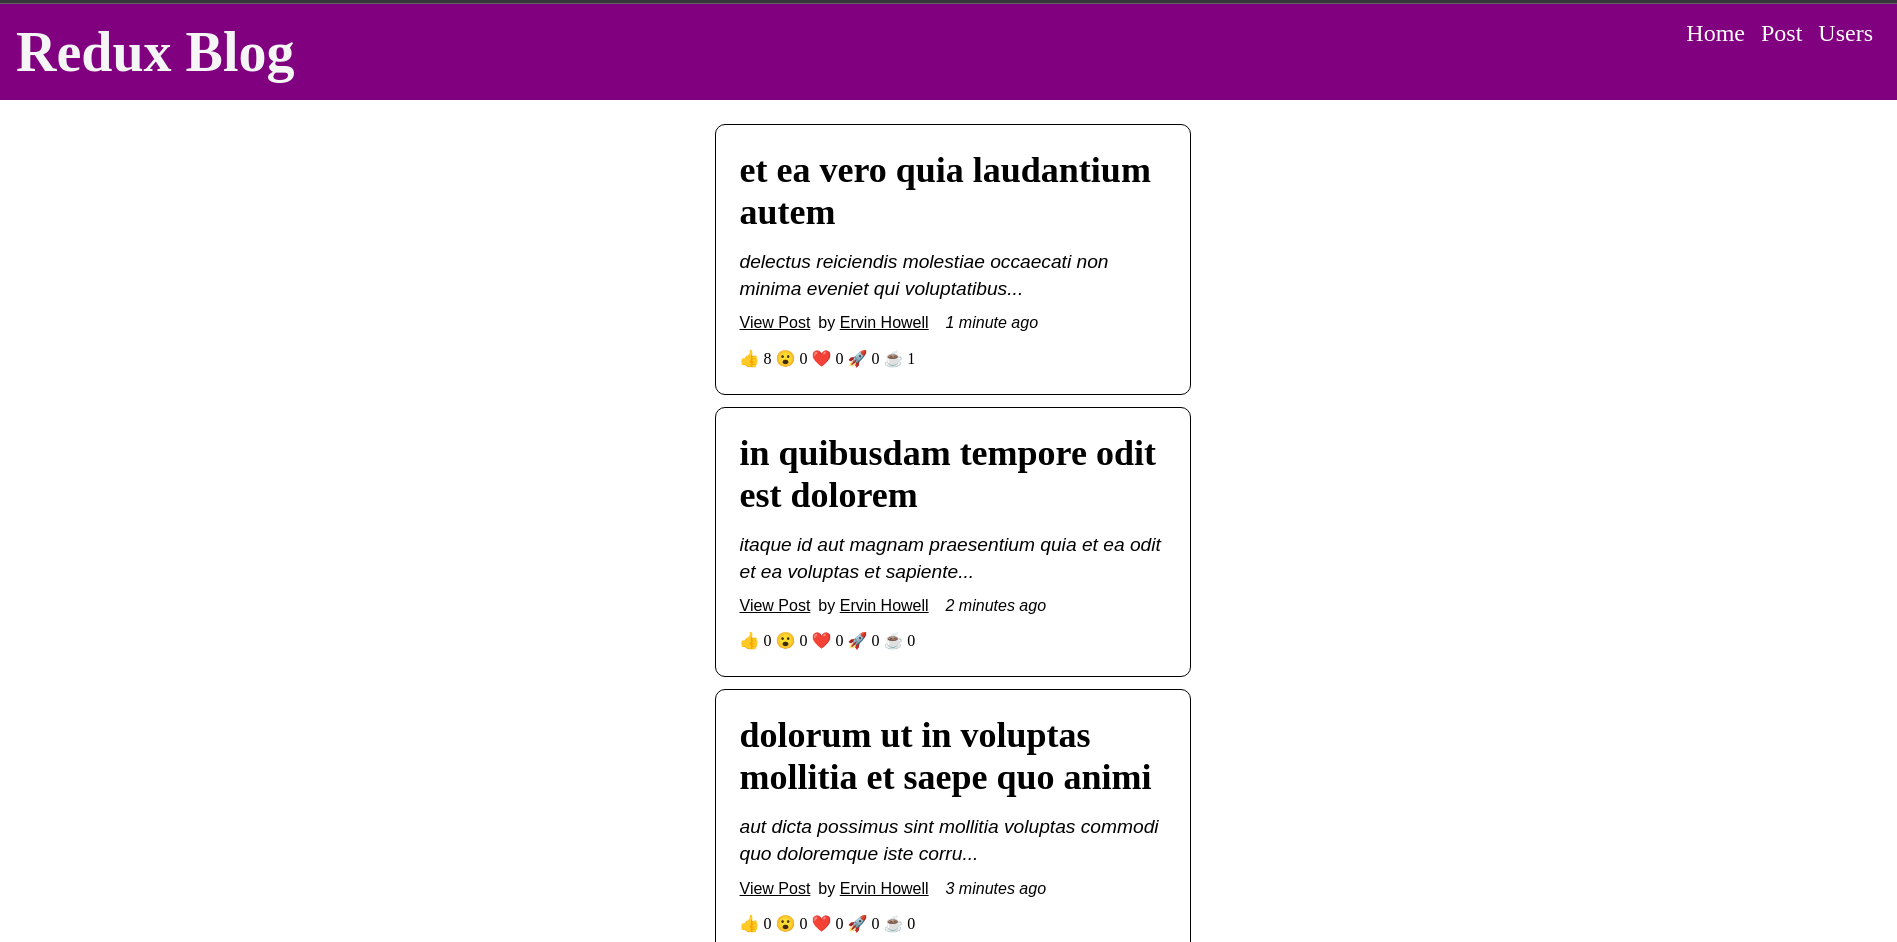 Redux Blog
Home Post Users
et ea vero quia laudantium
autem
delectus reiciendis molestiae occaecati non
minima eveniet qui voluptatibus...
View Post by Ervin Howell 1 minute ago
👍 8 😮 0 ❤️ 0 🚀 0 ☕ 1
in quibusdam tempore odit
est dolorem
itaque id aut magnam praesentium quia et ea odit
et ea voluptas et sapiente...
View Post by Ervin Howell 2 minutes ago
👍 0 😮 0 ❤️ 0 🚀 0 ☕ 0
dolorum ut in voluptas
mollitia et saepe quo animi
aut dicta possimus sint mollitia voluptas commodi
quo doloremque iste corru...
View Post by Ervin Howell 3 minutes ago
👍 0 😮 0 ❤️ 0 🚀 0 ☕ 0